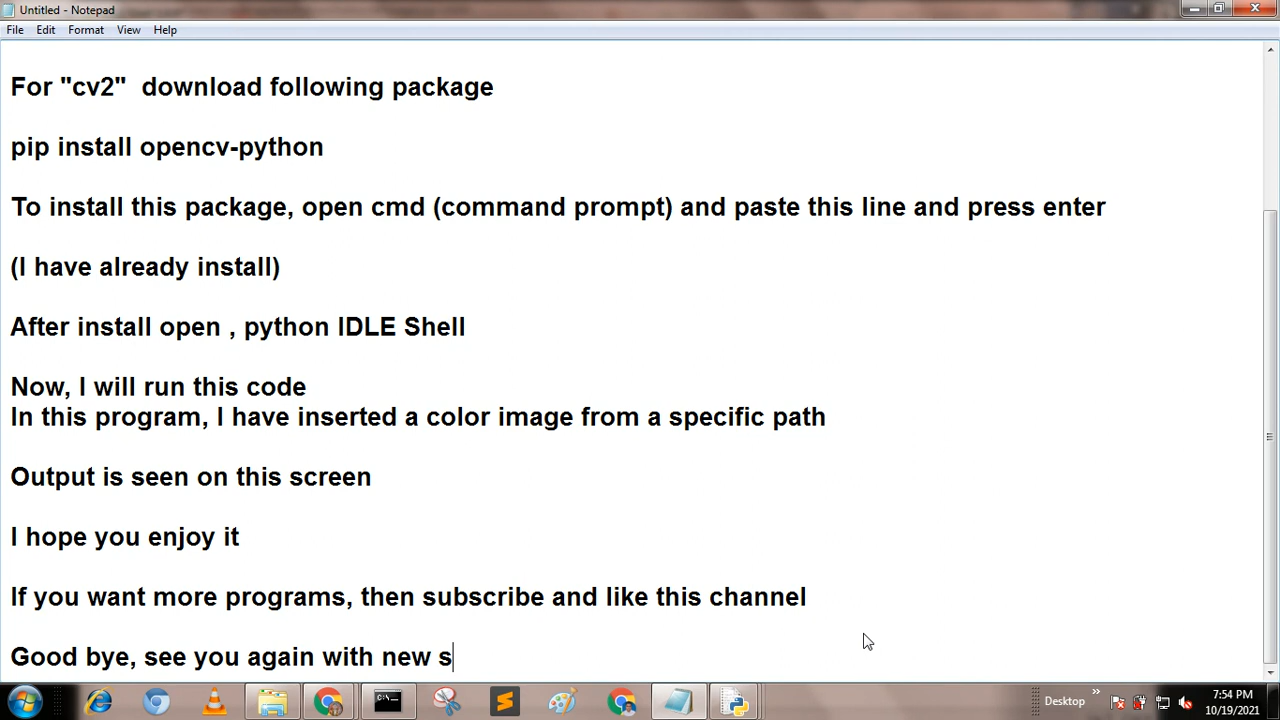 Untitled - Notepad
File Edit Format View Help
For "cv2"  download following package
pip install opencv-python
To install this package, open cmd (command prompt) and paste this line and press enter
(I have already install)
After install open , python IDLE Shell
Now, I will run this code
In this program, I have inserted a color image from a specific path
Output is seen on this screen
I hope you enjoy it
If you want more programs, then subscribe and like this channel
Good bye, see you again with new s
Desktop
7:54 PM
10/19/2021